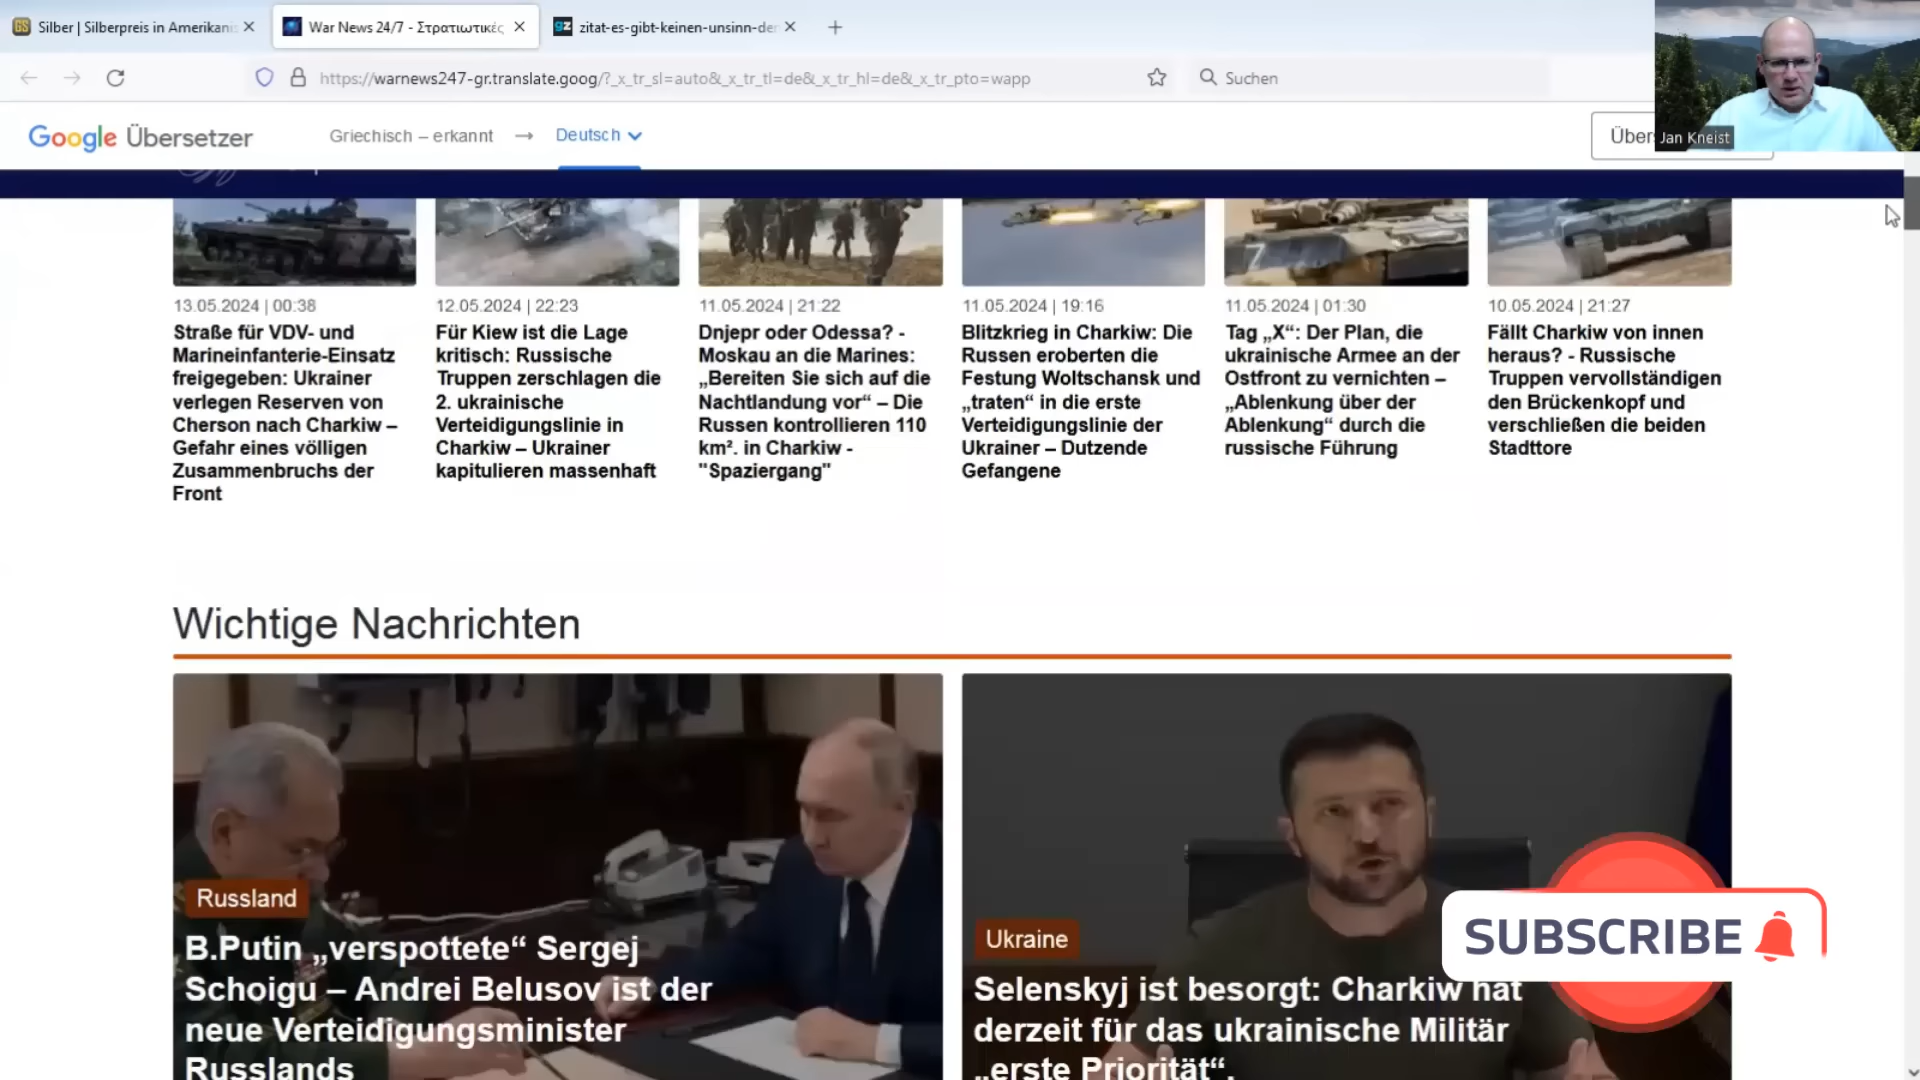 Silber | Silberpreis in Amerikanis
War News 24/7 - Στρατιωτικές
zitat-es-gibt-keinen-unsinn-der
https://warnews247-gr.translate.goog/?_x_tr_sl=auto&_x_tr_tl=de&_x_tr_hl=de&_x_tr_pto=wapp
Suchen
Google Übersetzer
Griechisch – erkannt
Deutsch
Jan Kneist
13.05.2024 | 00:38
Straße für VDV- und
Marineinfanterie-Einsatz
freigegeben: Ukrainer
verlegen Reserven von
Cherson nach Charkiw –
Gefahr eines völligen
Zusammenbruchs der
Front
12.05.2024 | 22:23
Für Kiew ist die Lage
kritisch: Russische
Truppen zerschlagen die
2. ukrainische
Verteidigungslinie in
Charkiw – Ukrainer
kapitulieren massenhaft
11.05.2024 | 21:22
Dnjepr oder Odessa? -
Moskau an die Marines:
„Bereiten Sie sich auf die
Nachtlandung vor“ – Die
Russen kontrollieren 110
km². in Charkiw -
"Spaziergang"
11.05.2024 | 19:16
Blitzkrieg in Charkiw: Die
Russen eroberten die
Festung Woltschansk und
„traten“ in die erste
Verteidigungslinie der
Ukrainer – Dutzende
Gefangene
11.05.2024 | 01:30
Tag „X“: Der Plan, die
ukrainische Armee an der
Ostfront zu vernichten –
„Ablenkung über der
Ablenkung“ durch die
russische Führung
10.05.2024 | 21:27
Fällt Charkiw von innen
heraus? - Russische
Truppen vervollständigen
den Brückenkopf und
verschließen die beiden
Stadttore
Wichtige Nachrichten
Russland
B.Putin „verspottete“ Sergej
Schoigu – Andrei Belusov ist der
neue Verteidigungsminister
Russlands
Ukraine
Selenskyj ist besorgt: Charkiw hat
derzeit für das ukrainische Militär
„erste Priorität“.
SUBSCRIBE